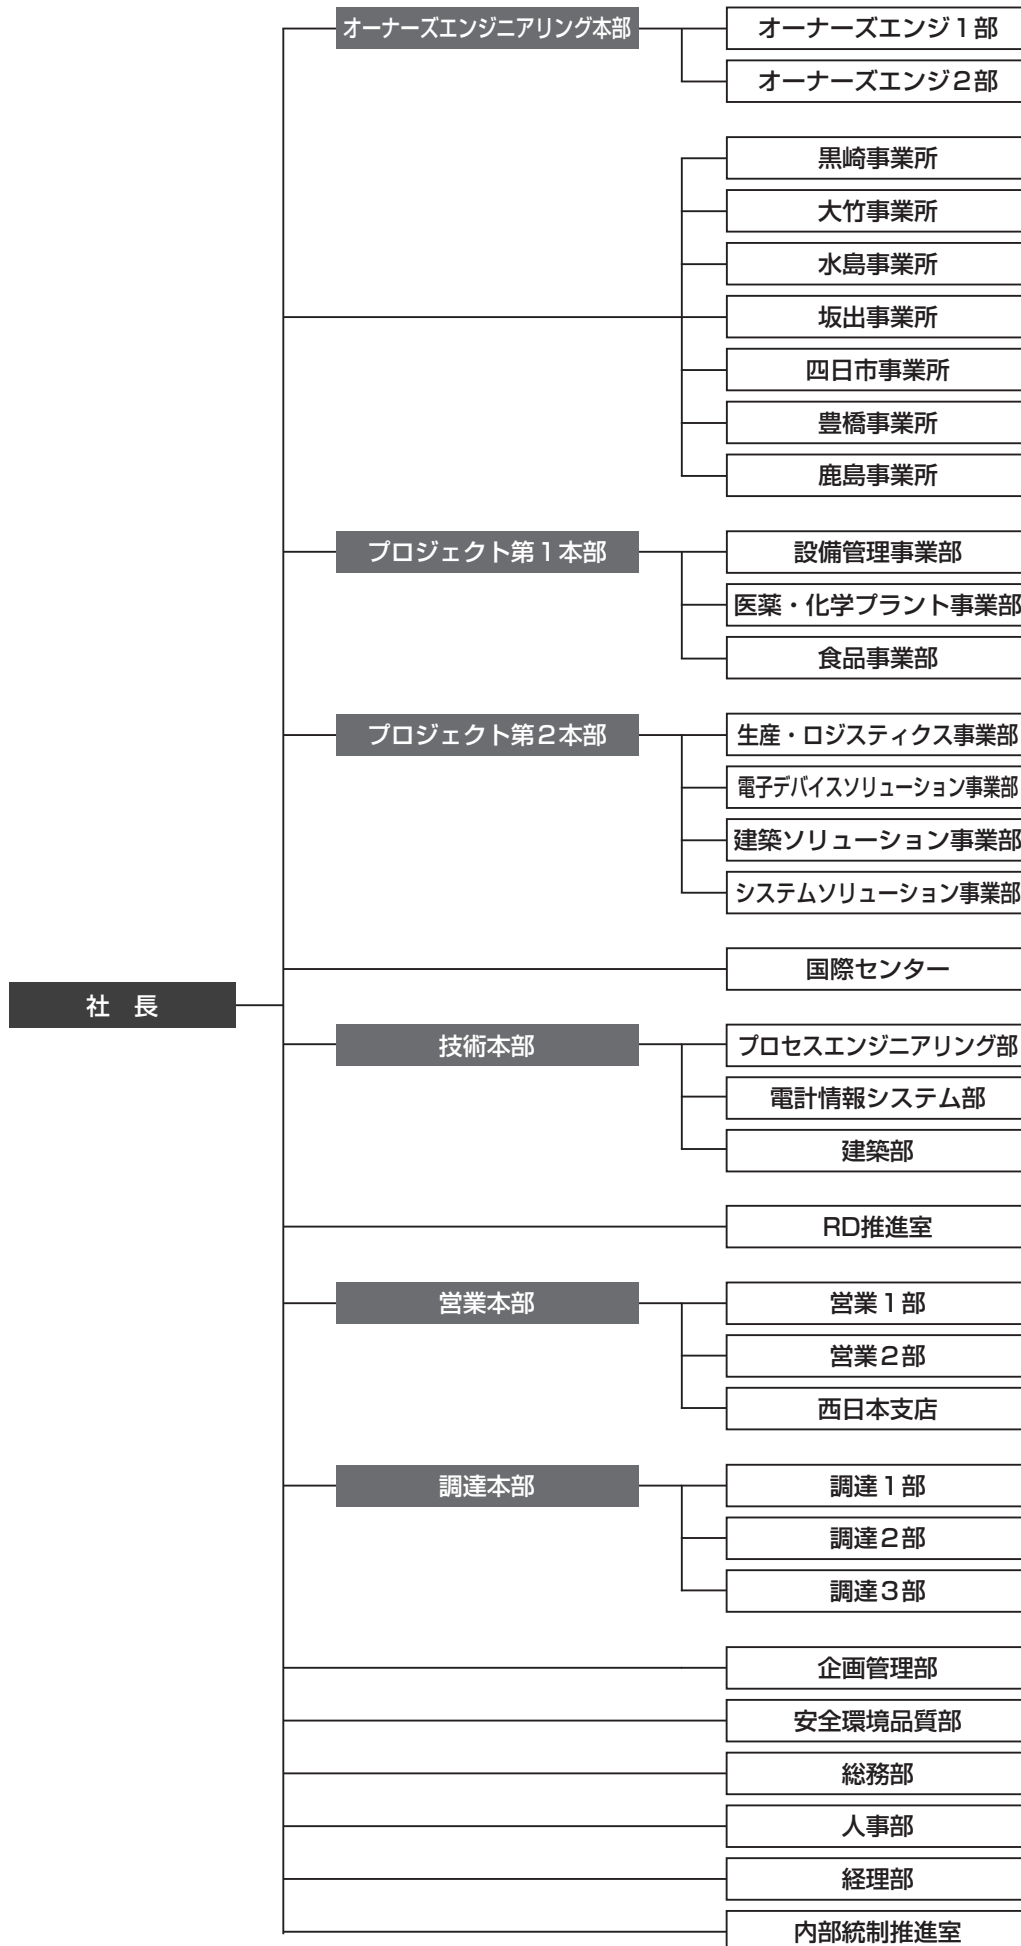 オーナーズエンジニアリング本部
オーナーズエンジ1部
オーナーズエンジ2部
黒崎事業所
大竹事業所
水島事業所
坂出事業所
四日市事業所
豊橋事業所
鹿島事業所
プロジェクト第1本部
設備管理事業部
医薬・化学プラント事業部
食品事業部
プロジェクト第2本部
生産・ロジスティクス事業部
電子デバイスソリューション事業部
建築ソリューション事業部
システムソリューション事業部
国際センター
社 長
技術本部
プロセスエンジニアリング部
電計情報システム部
建築部
RD推進室
営業本部
営業1部
営業2部
西日本支店
調達本部
調達1部
調達2部
調達3部
企画管理部
安全環境品質部
総務部
人事部
経理部
内部統制推進室